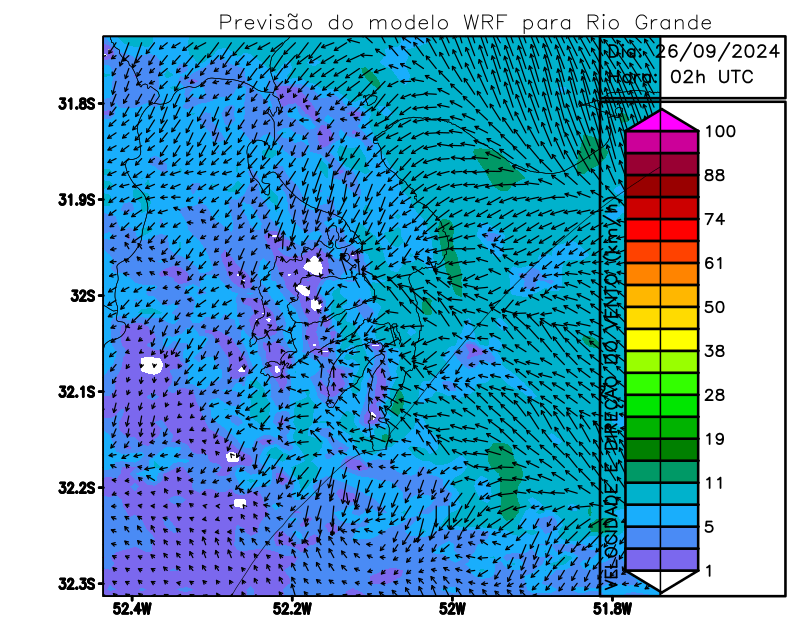 Previsão do modelo WRF para Rio Grande
Dia: 26/09/2024
Hora: 02h UTC
31.8S
31.9S
32S
32.1S
32.2S
32.3S
52.4W
52.2W
52W
51.8W
VELOCIDADE E DIREÇÃO DO VENTO (km/h)
100
88
74
61
50
38
28
19
11
5
1